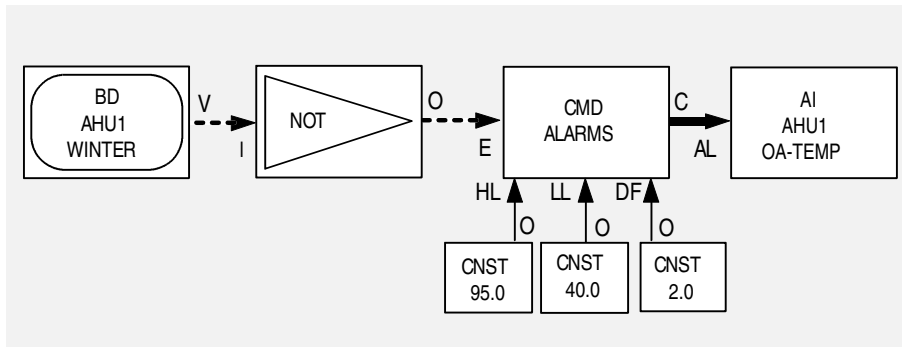 BD
AHU1
WINTER
V
I
NOT
O
E
CMD
ALARMS
C
AL
AI
AHU1
OA-TEMP
HL
LL
DF
O
O
O
CNST
95.0
CNST
40.0
CNST
2.0